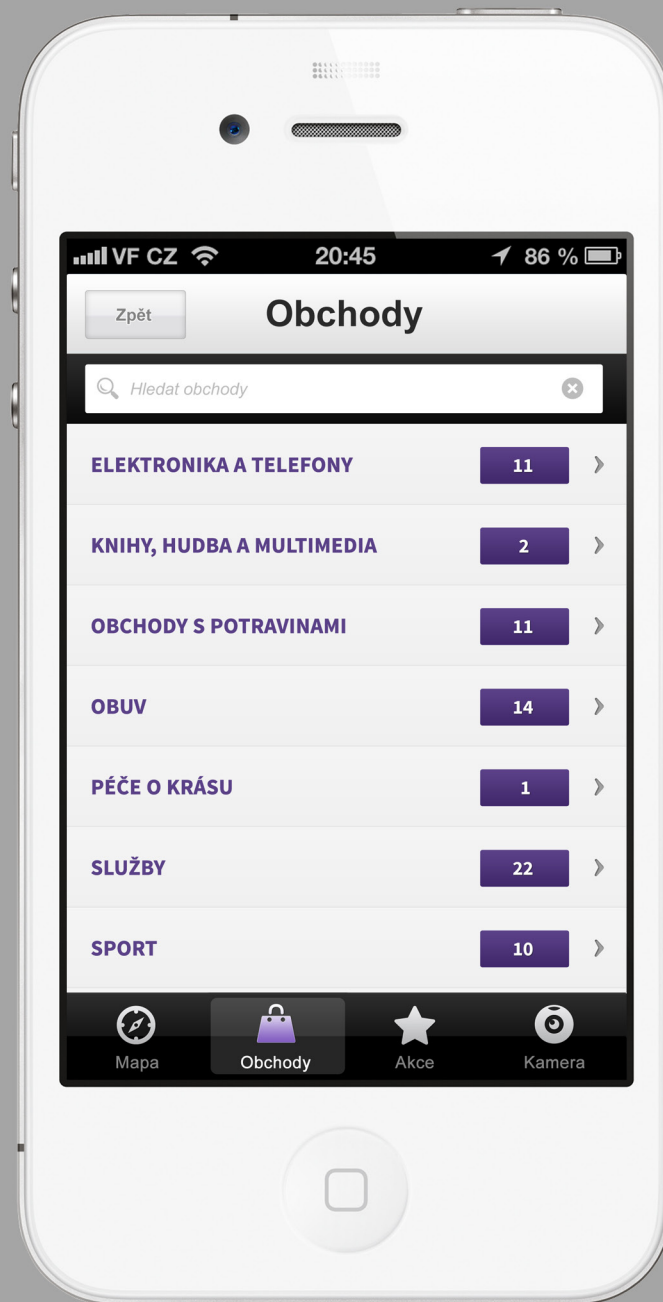 VF CZ 20:45 86 %
Zpět Obchody
Hledat obchody
ELEKTRONIKA A TELEFONY 11
KNIHY, HUDBA A MULTIMEDIA 2
OBCHODY S POTRAVINAMI 11
OBUV 14
PÉČE O KRÁSU 1
SLUŽBY 22
SPORT 10
Mapa Obchody Akce Kamera